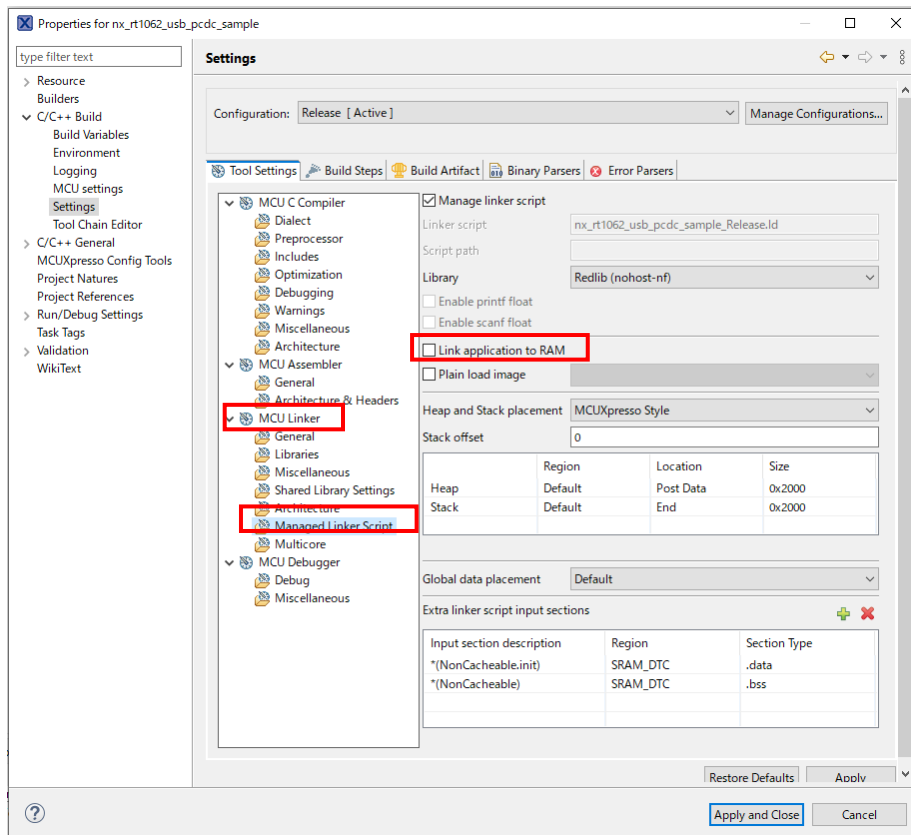 Properties for nx_rt1062_usb_pcdc_sample
type filter text
Resource
Builders
C/C++ Build
Build Variables
Environment
Logging
MCU settings
Settings
Tool Chain Editor
C/C++ General
MCUXpresso Config Tools
Project Natures
Project References
Run/Debug Settings
Task Tags
Validation
WikiText
Settings
Configuration: Release [ Active ] Manage Configurations...
Tool Settings Build Steps Build Artifact Binary Parsers Error Parsers
MCU C Compiler
Dialect
Preprocessor
Includes
Optimization
Debugging
Warnings
Miscellaneous
Architecture
MCU Assembler
General
Architecture & Headers
MCU Linker
General
Libraries
Miscellaneous
Shared Library Settings
Architecture
Managed Linker Script
Multicore
MCU Debugger
Debug
Miscellaneous
Manage linker script
Linker script nx_rt1062_usb_pcdc_sample_Release.ld
Script path
Library Redlib (nohost-nf)
Enable printf float
Enable scanf float
Link application to RAM
Plain load image
Heap and Stack placement MCUXpresso Style
Stack offset 0
Region Location Size
Heap Default Post Data 0x2000
Stack Default End 0x2000
Global data placement Default
Extra linker script input sections
Input section description Region Section Type
*(NonCacheable.init) SRAM_DTC .data
*(NonCacheable) SRAM_DTC .bss
Restore Defaults Apply
? Apply and Close Cancel